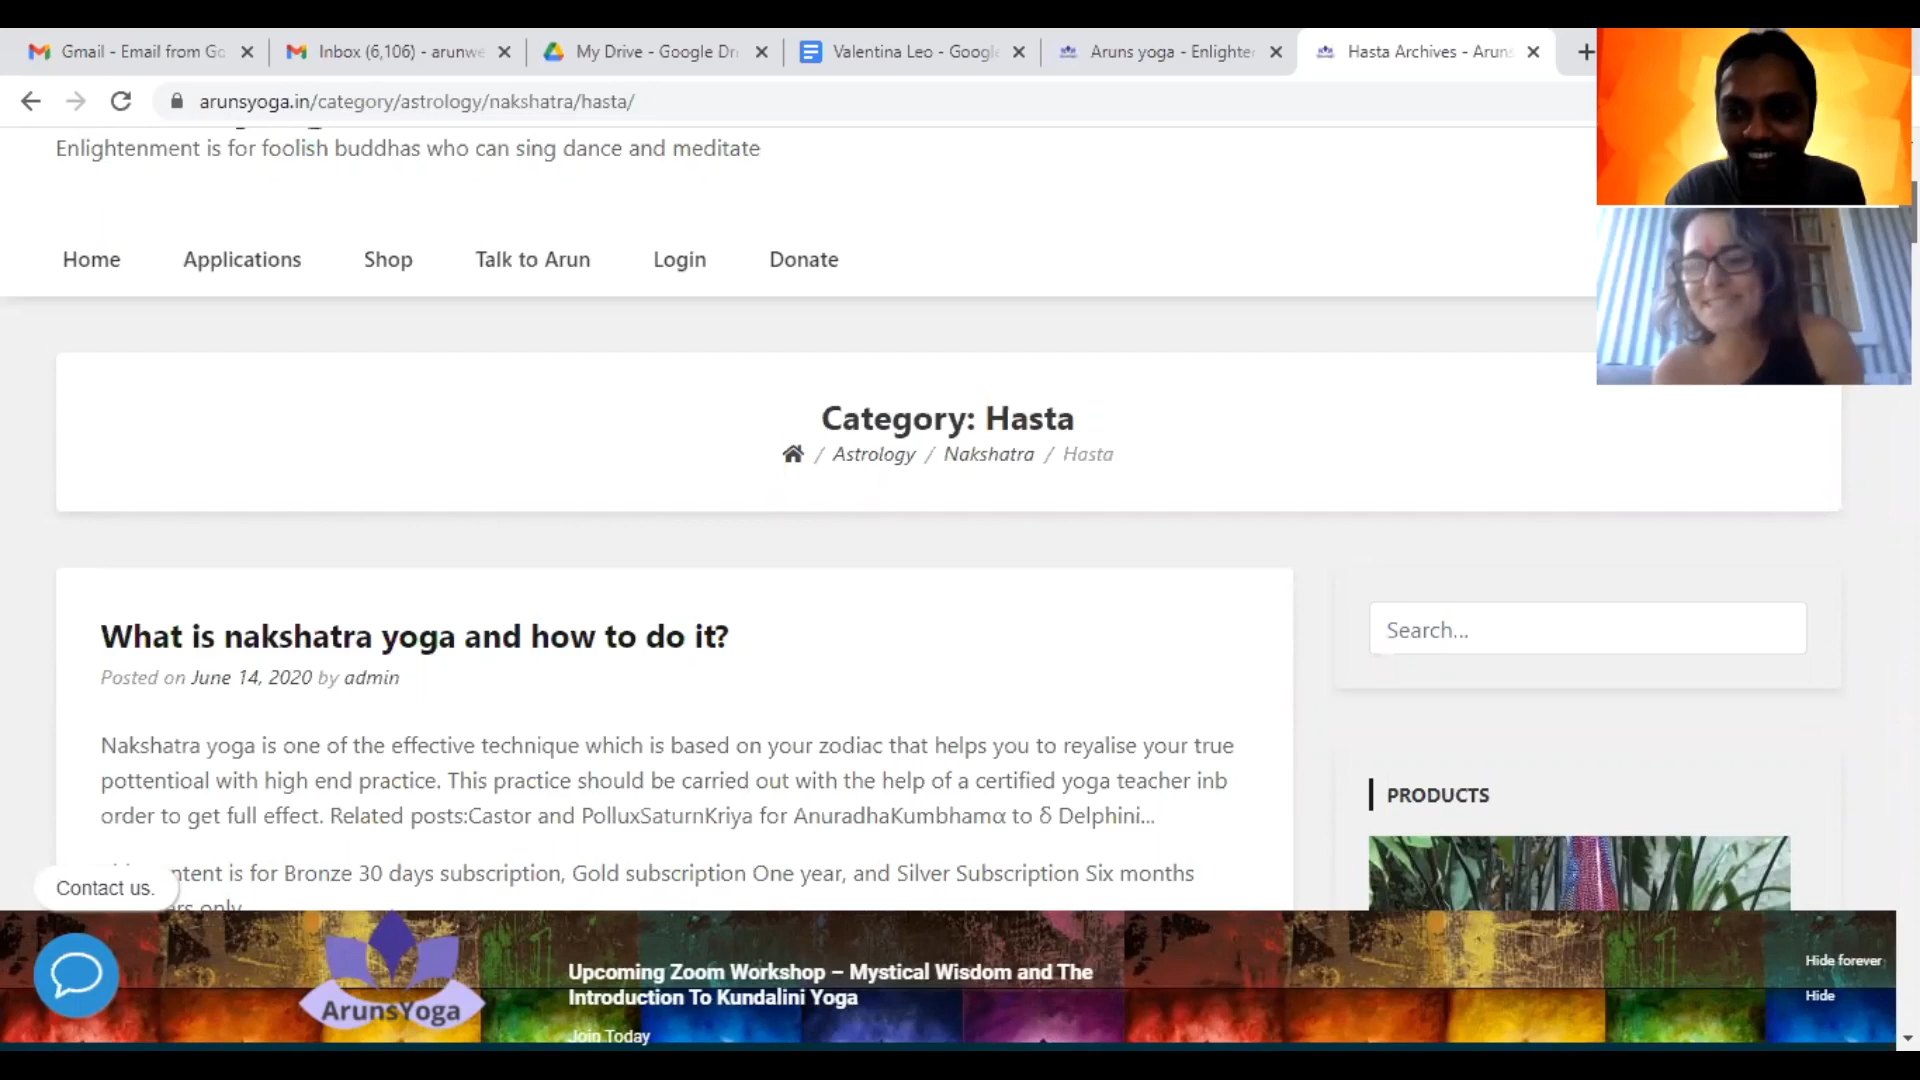 Gmail - Email from Go
Inbox (6,106) - arunwe
My Drive - Google Dri
Valentina Leo - Google
Aruns yoga - Enlighter
Hasta Archives - Aruns
arunsyoga.in/category/astrology/nakshatra/hasta/
Enlightenment is for foolish buddhas who can sing dance and meditate
Home Applications Shop Talk to Arun Login Donate
Category: Hasta
/ Astrology / Nakshatra / Hasta
What is nakshatra yoga and how to do it?
Posted on June 14, 2020 by admin
Nakshatra yoga is one of the effective technique which is based on your zodiac that helps you to reyalise your true
pottentioal with high end practice. This practice should be carried out with the help of a certified yoga teacher inb
order to get full effect. Related posts:Castor and PolluxSaturnKriya for AnuradhaKumbhamα to δ Delphini...
ntent is for Bronze 30 days subscription, Gold subscription One year, and Silver Subscription Six months
only
Search...
PRODUCTS
Contact us.
ArunsYoga
Upcoming Zoom Workshop – Mystical Wisdom and The
Introduction To Kundalini Yoga
Join Today
Hide forever
Hide